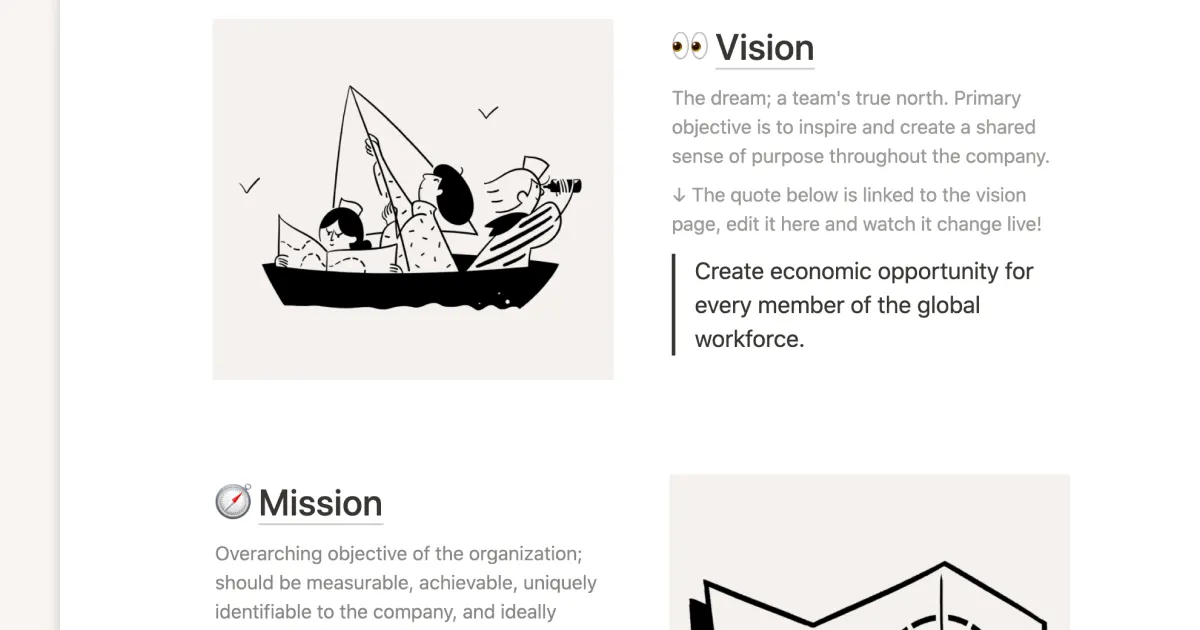 👀 Vision
The dream; a team's true north. Primary
objective is to inspire and create a shared
sense of purpose throughout the company.
↓ The quote below is linked to the vision
page, edit it here and watch it change live!
Create economic opportunity for
every member of the global
workforce.
🧭 Mission
Overarching objective of the organization;
should be measurable, achievable, uniquely
identifiable to the company, and ideally